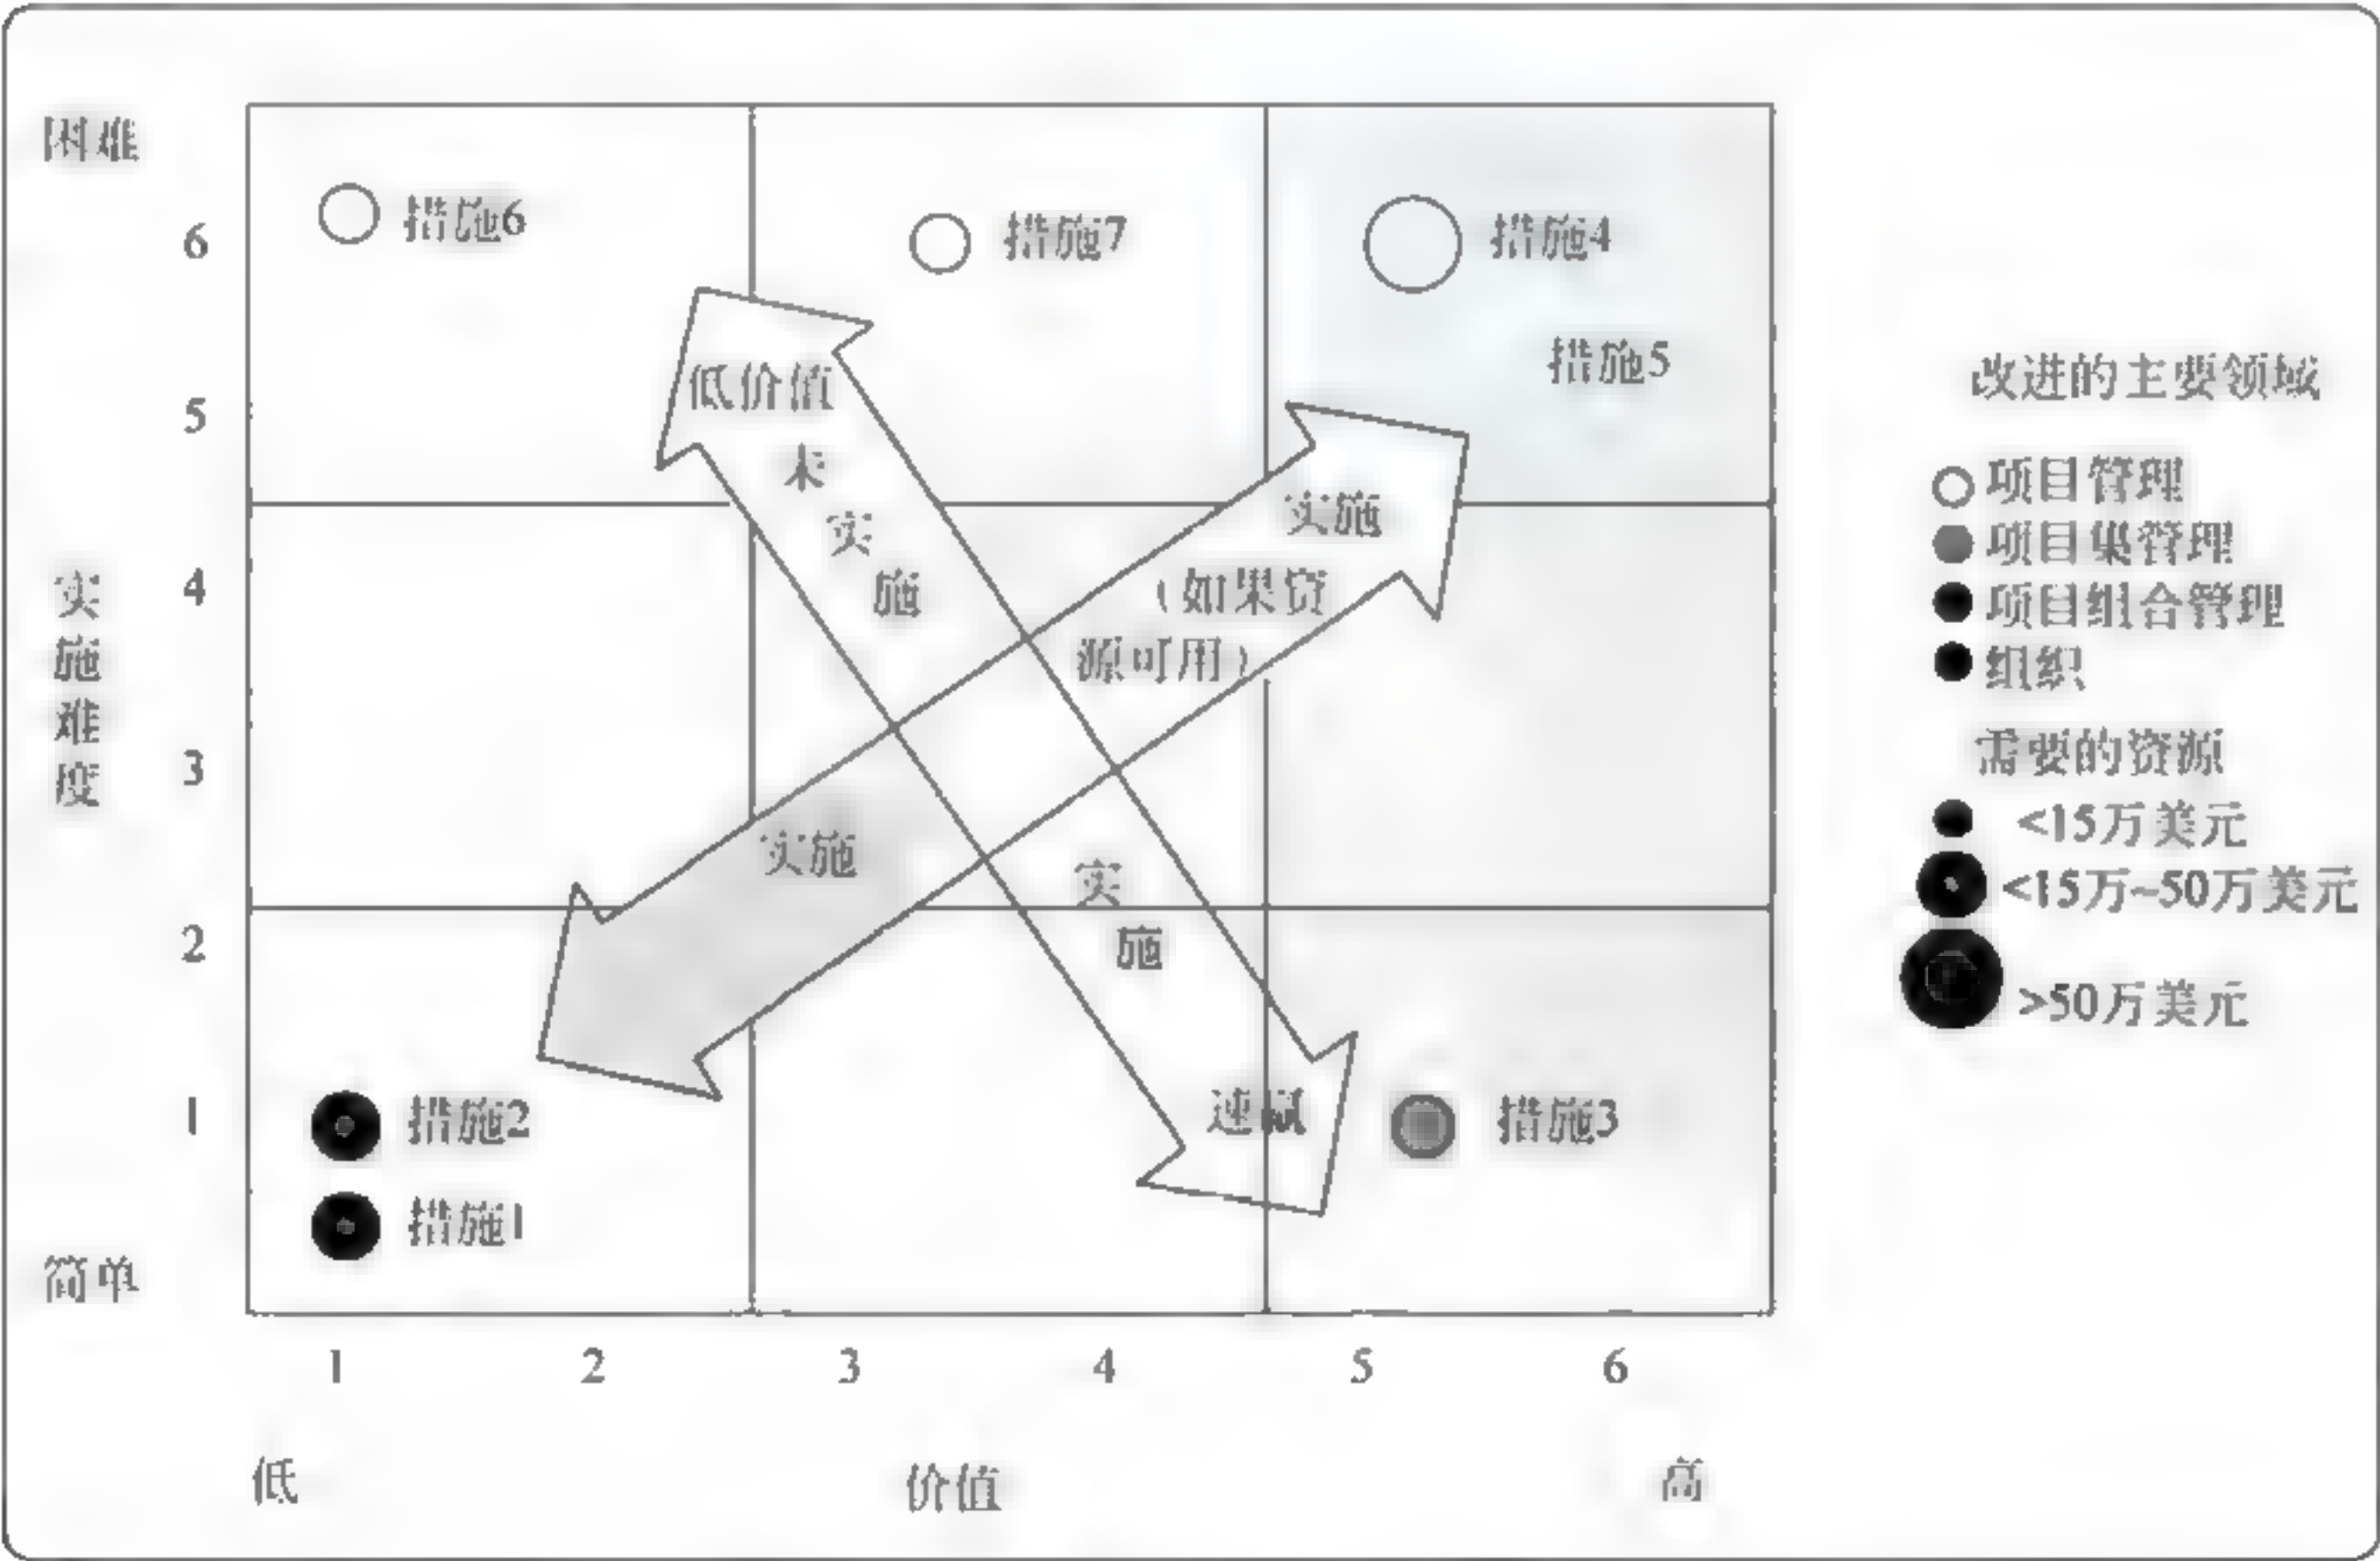 困难
6
5
4
3
2
1
简单
实施难度
措施6
措施7
措施4
措施5
低价值
未
实
施
实施
(如果资
源可用)
实施
实
施
速赢
措施2
措施1
措施3
1 2 3 4 5 6
低 价值 高
改进的主要领域
项目管理
项目集管理
项目组合管理
组织
需要的资源
<15万美元
<15万~50万美元
>50万美元